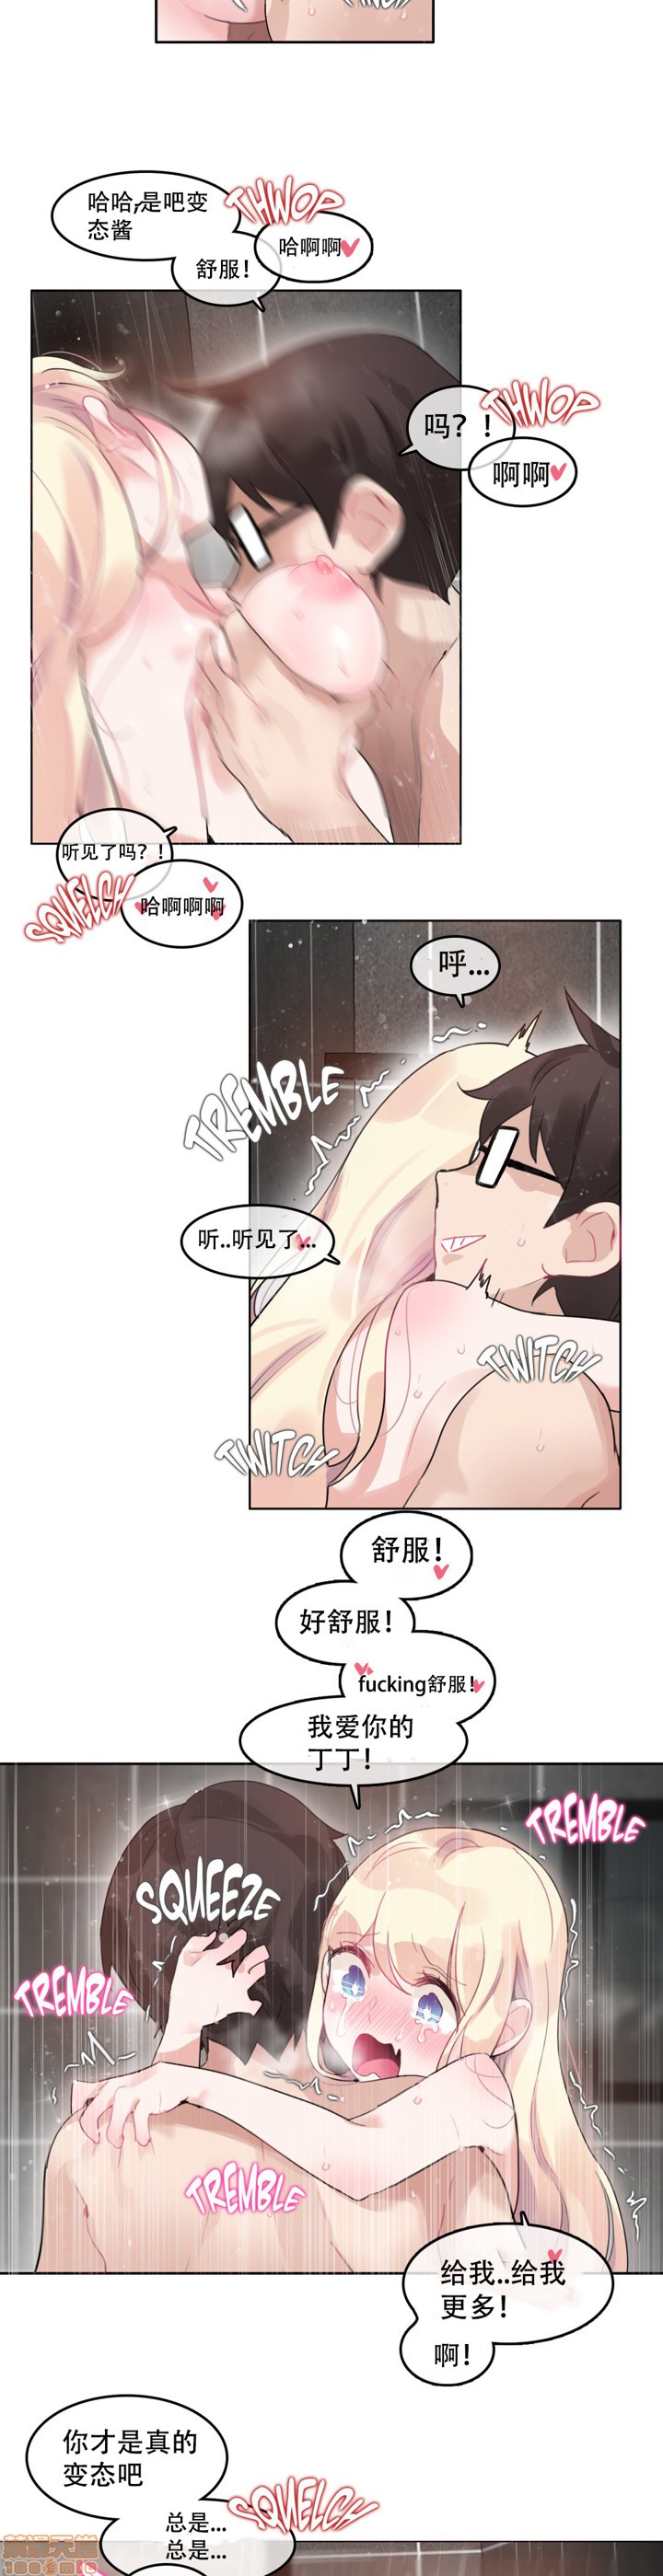 哈哈,是吧变
态酱
THWOP
哈啊啊
舒服！
THWOP
吗？！
啊啊
听见了吗？！
SQUELCH
哈啊啊啊
呼...
TREMBLE
听..听见了...
TWITCH
TWITCH
舒服！
好舒服！
fucking舒服！
我爱你的
丁丁！
TREMBLE
SQUEEZE
TREMBLE
TREMBLE
给我..给我
更多！
啊！
你才是真的
变态吧
SQUELCH
总是...
总是...